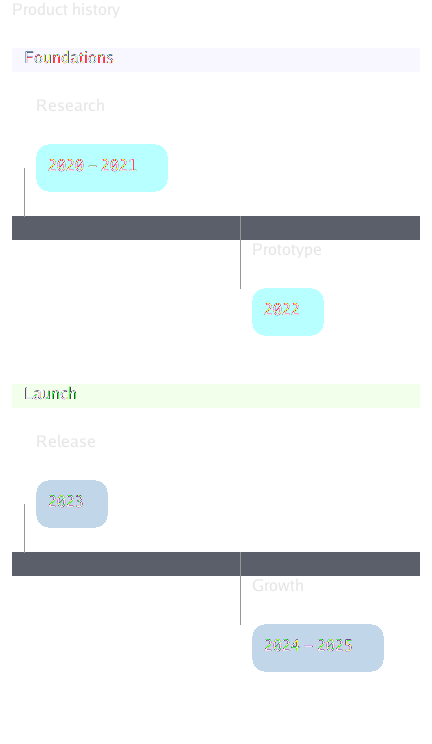 Product history
Foundations
Research
2020 – 2021
Prototype
2022
Launch
Release
2023
Growth
2024 – 2025